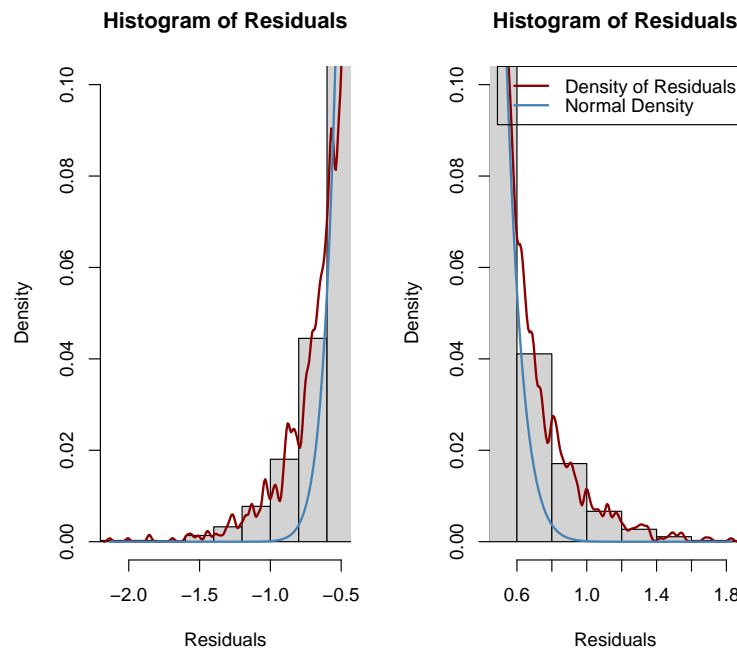 Histogram of Residuals
Density
0.00
0.02
0.04
0.06
0.08
0.10
−2.0
−1.5
−1.0
−0.5
Residuals
Histogram of Residuals
Density of Residuals
Normal Density
Density
0.00
0.02
0.04
0.06
0.08
0.10
0.6
1.0
1.4
1.8
Residuals